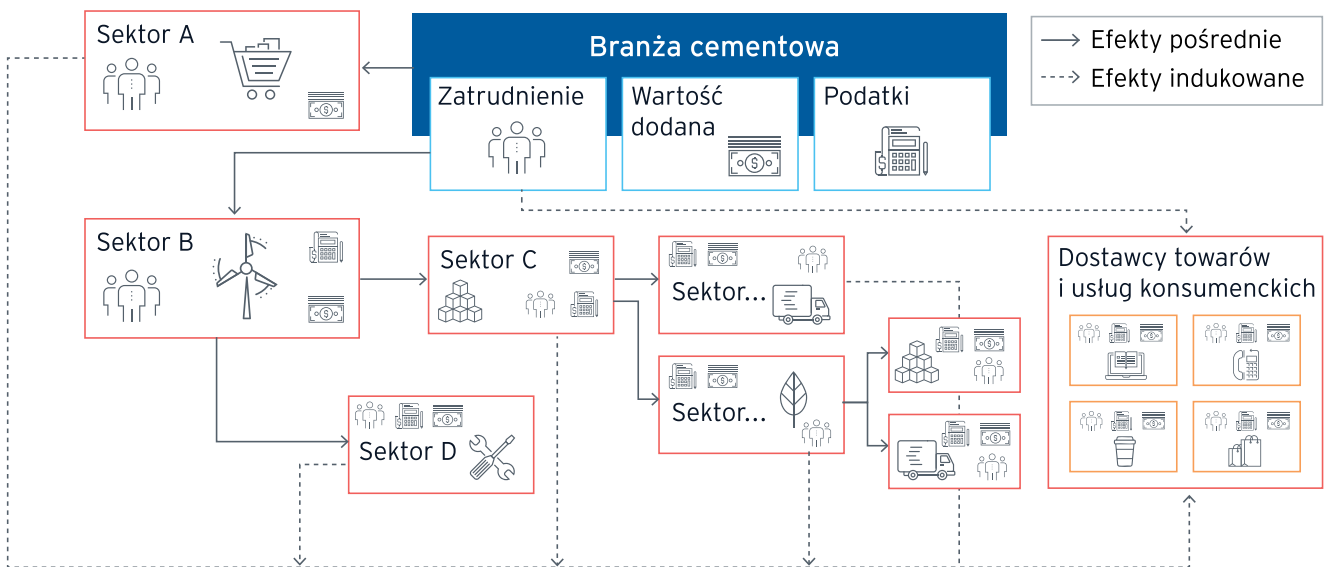 Sektor A
Branża cementowa
Efekty pośrednie
Efekty indukowane
Zatrudnienie
Wartość
dodana
Podatki
Sektor B
Sektor C
Sektor...
Dostawcy towarów
i usług konsumenckich
Sektor...
Sektor D